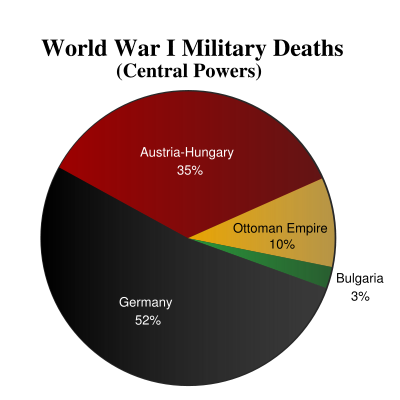 World War I Military Deaths
(Central Powers)
Austria-Hungary
35%
Ottoman Empire
10%
Bulgaria
3%
Germany
52%